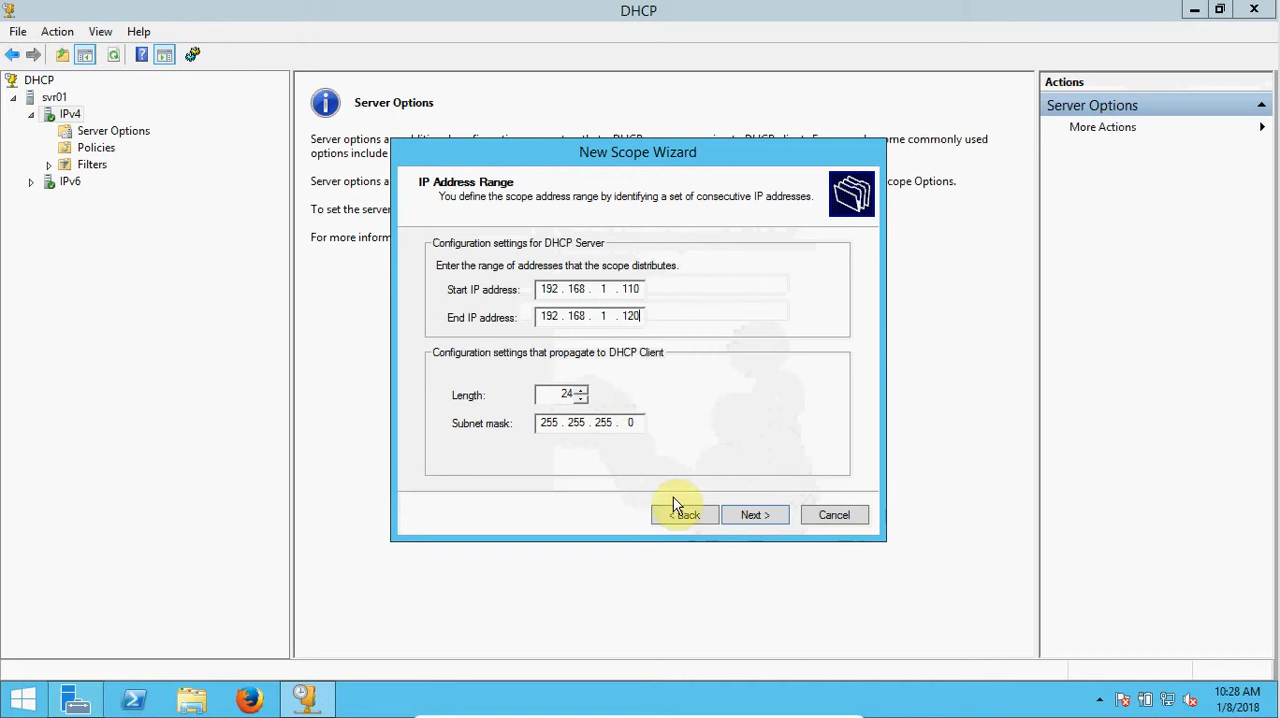 DHCP
File Action View Help
DHCP
svr01
IPv4
Server Options
Policies
Filters
IPv6
Server Options
options include
Server options a
cope Options.
To set the server
For more inform
Actions
Server Options
More Actions
New Scope Wizard
IP Address Range
You define the scope address range by identifying a set of consecutive IP addresses.
Configuration settings for DHCP Server
Enter the range of addresses that the scope distributes.
Start IP address: 192 . 168 . 1 . 110
End IP address: 192 . 168 . 1 . 120
Configuration settings that propagate to DHCP Client
Length: 24
Subnet mask: 255 . 255 . 255 . 0
< Back Next > Cancel
10:28 AM
1/8/2018